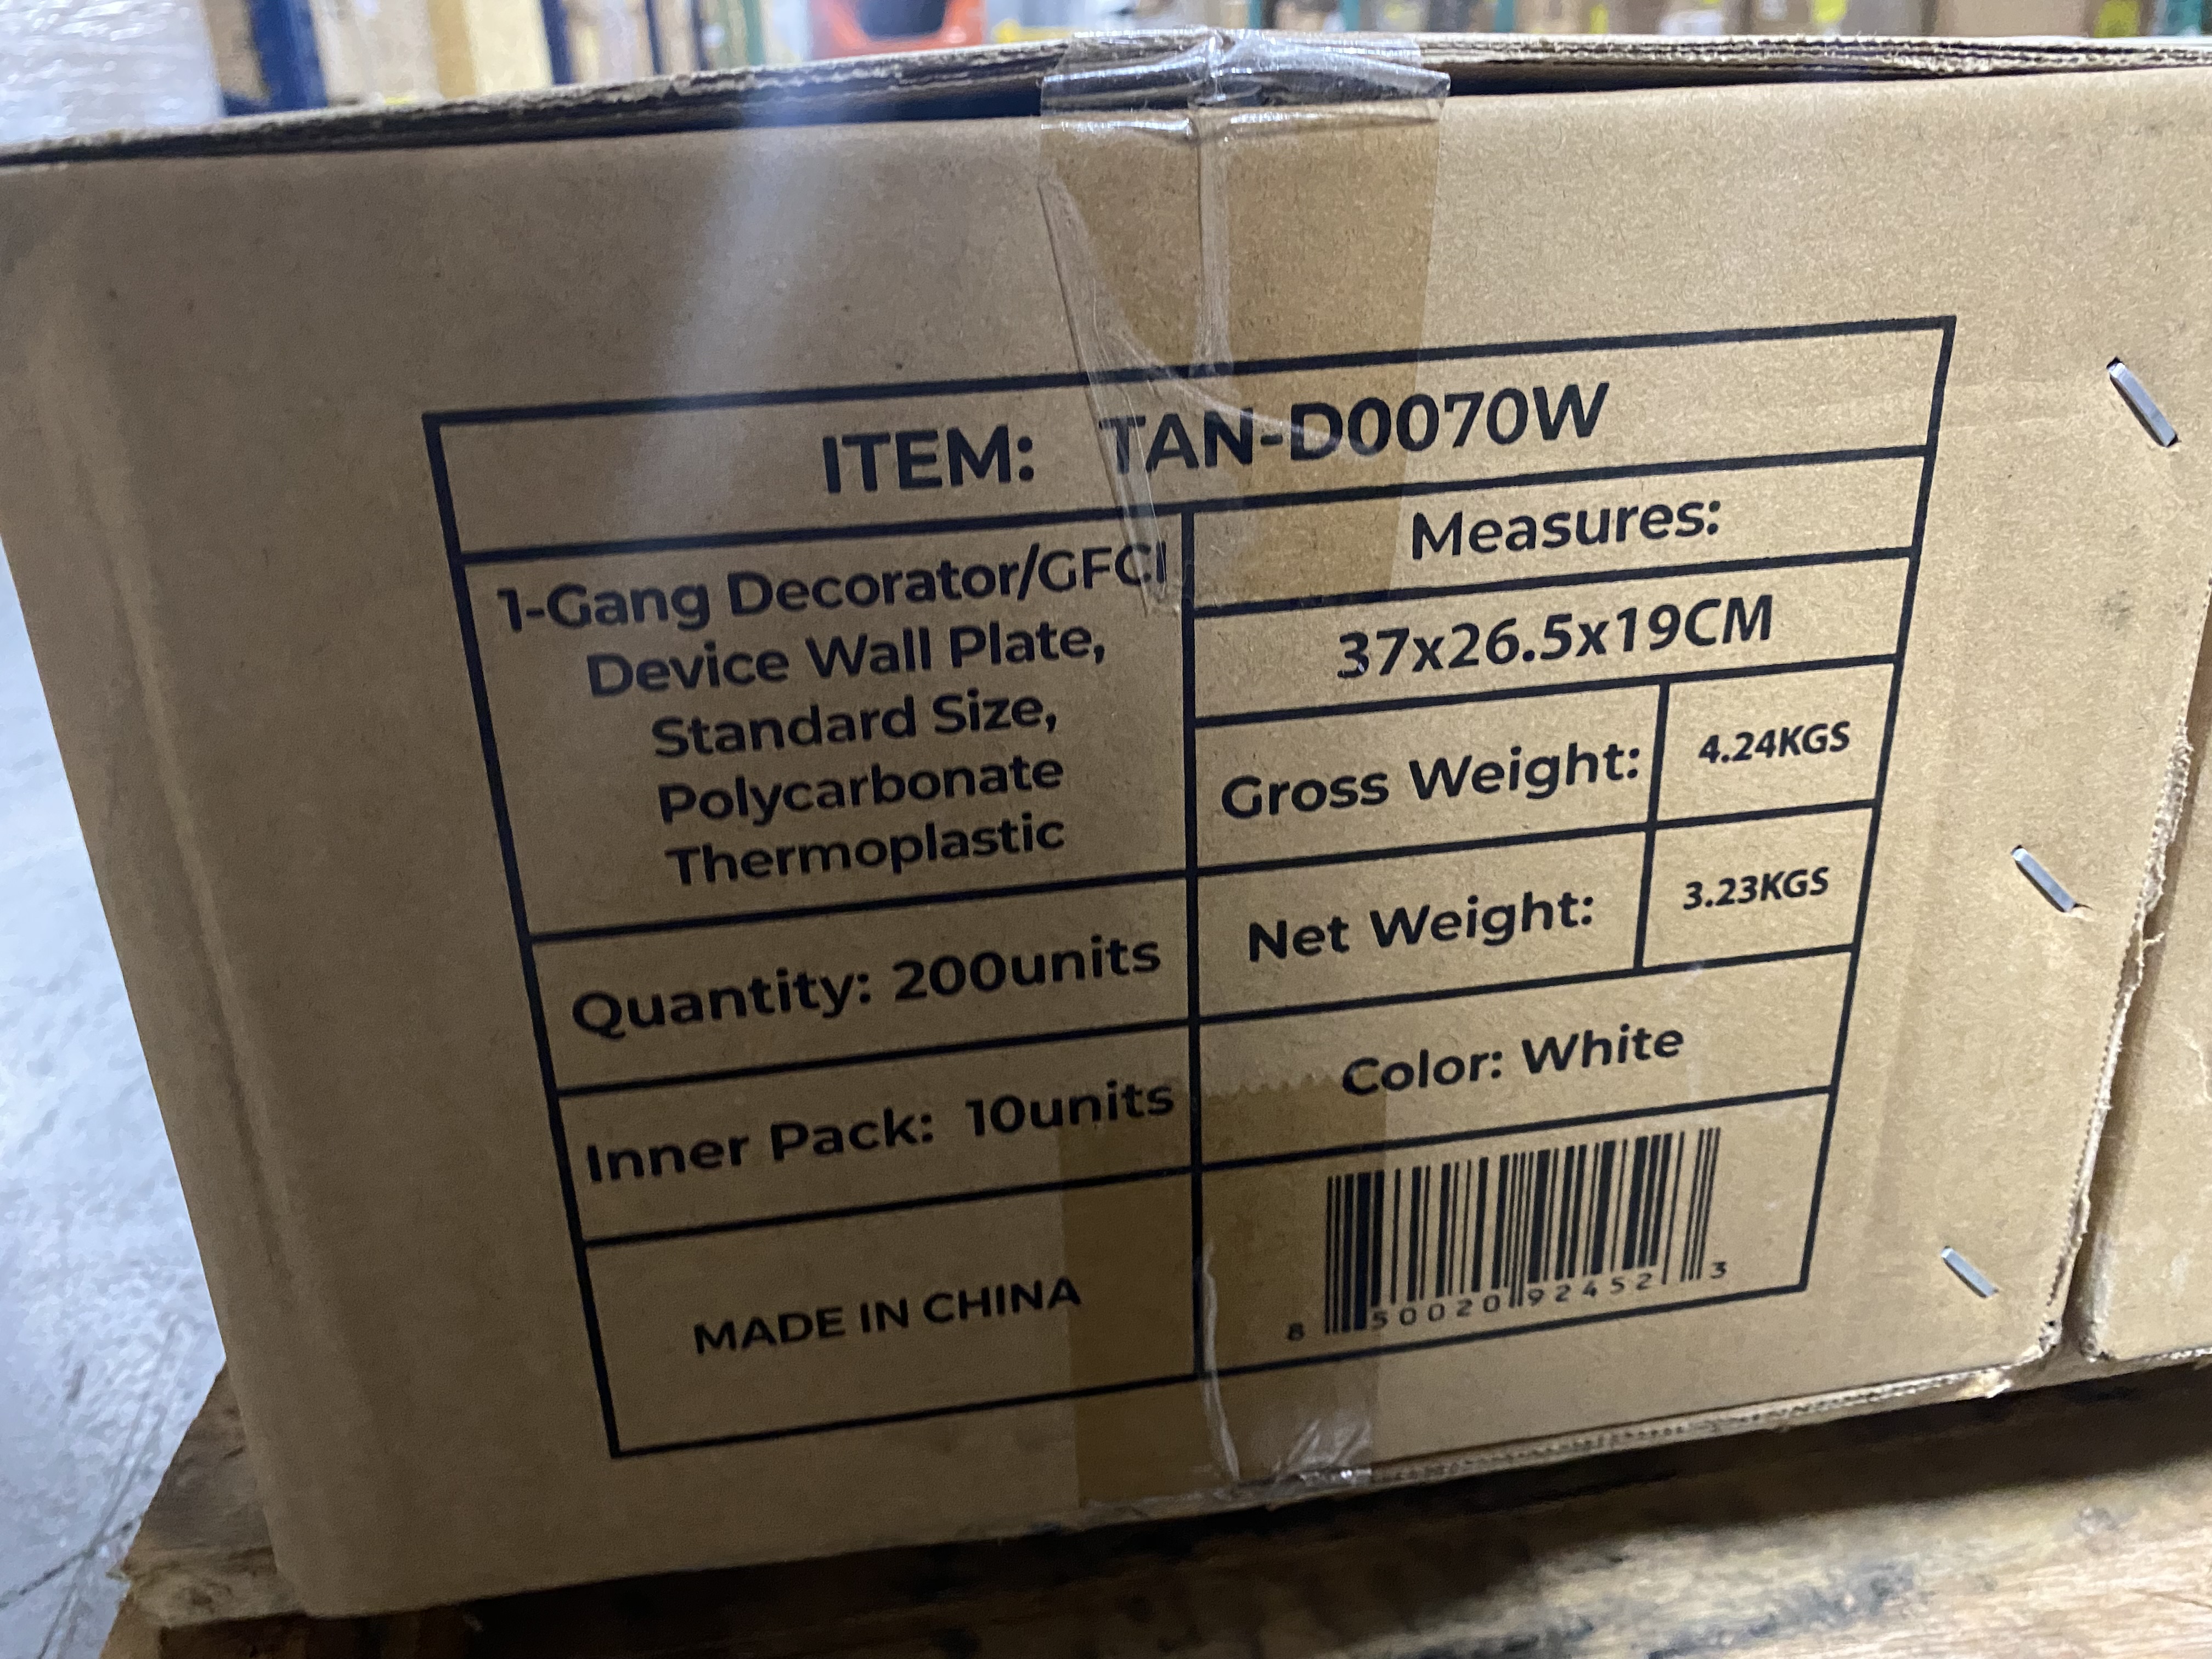 ITEM: TAN-D0070W
1-Gang Decorator/GFCI
Device Wall Plate,
Standard Size,
Polycarbonate
Thermoplastic
Quantity: 200units
Inner Pack: 10units
MADE IN CHINA
Measures:
37x26.5x19CM
Gross Weight: 4.24KGS
Net Weight: 3.23KGS
Color: White
8 50020 92452 3